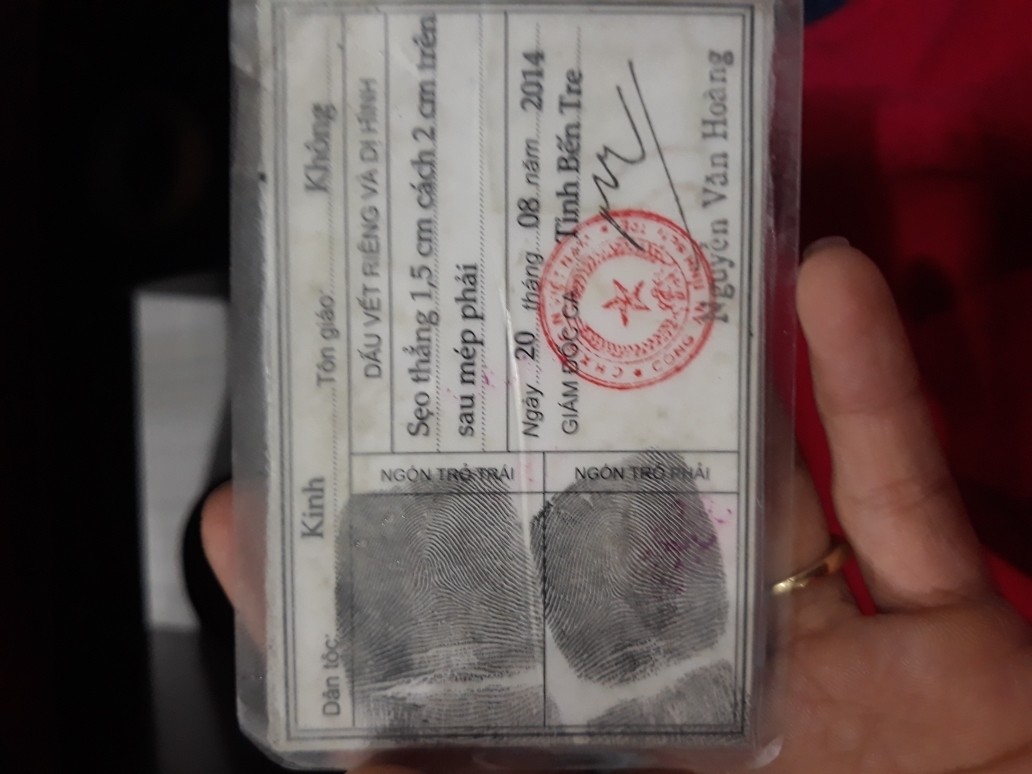 Dân tộc: Kinh Tôn giáo: Không
DẤU VẾT RIÊNG VÀ DỊ HÌNH
Sẹo thẳng 1,5 cm cách 2 cm trên
sau mép phải
Ngày 20 tháng 08 năm 2014
GIÁM ĐỐC CA Tỉnh Bến Tre
Nguyễn Văn Hoàng
NGÓN TRỎ TRÁI
NGÓN TRỎ PHẢI